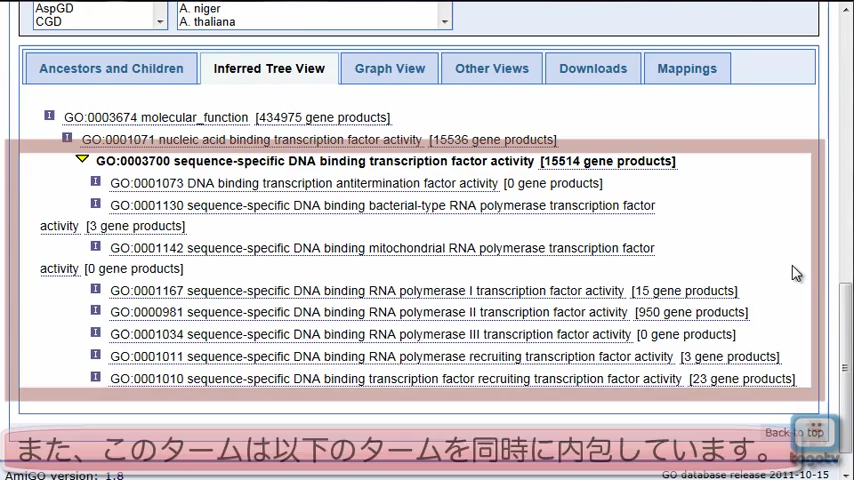 AspGD
CGD
A. niger
A. thaliana
Ancestors and Children
Inferred Tree View
Graph View
Other Views
Downloads
Mappings
GO:0003674 molecular_function [434975 gene products]
GO:0001071 nucleic acid binding transcription factor activity [15536 gene products]
GO:0003700 sequence-specific DNA binding transcription factor activity [15514 gene products]
GO:0001073 DNA binding transcription antitermination factor activity [0 gene products]
GO:0001130 sequence-specific DNA binding bacterial-type RNA polymerase transcription factor
activity [3 gene products]
GO:0001142 sequence-specific DNA binding mitochondrial RNA polymerase transcription factor
activity [0 gene products]
GO:0001167 sequence-specific DNA binding RNA polymerase I transcription factor activity [15 gene products]
GO:0000981 sequence-specific DNA binding RNA polymerase II transcription factor activity [950 gene products]
GO:0001034 sequence-specific DNA binding RNA polymerase III transcription factor activity [0 gene products]
GO:0001011 sequence-specific DNA binding RNA polymerase recruiting transcription factor activity [3 gene products]
GO:0001010 sequence-specific DNA binding transcription factor recruiting transcription factor activity [23 gene products]
Back to top
また、このタームは以下のタームを同時に内包しています。
togotv
AmiGO version: 1.8
GO database release 2011-10-15